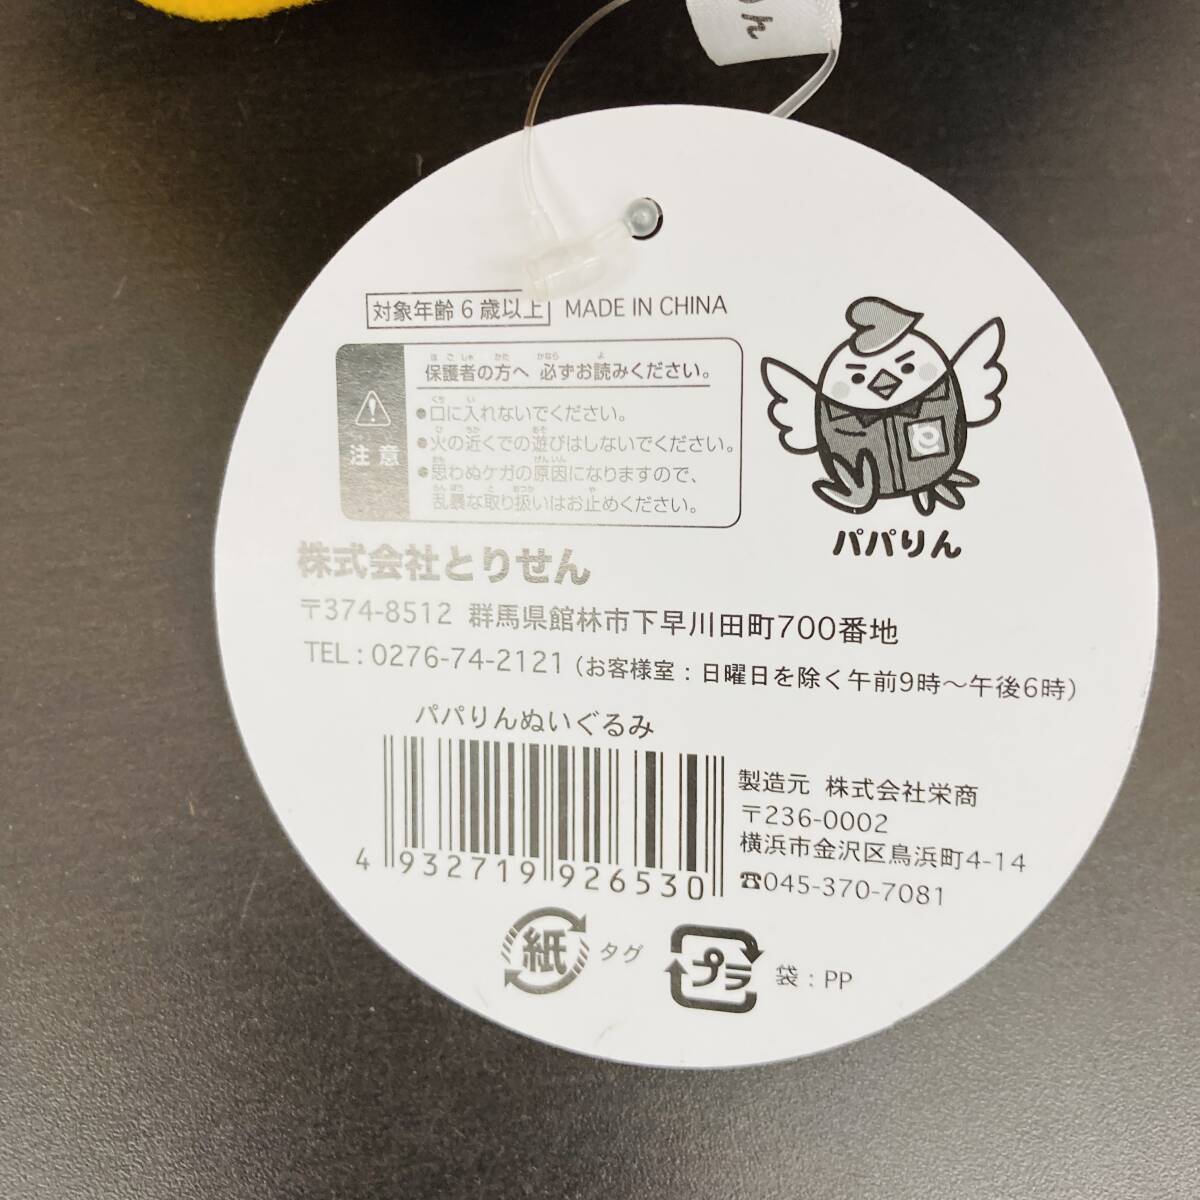 りん
対象年齢6歳以上 MADE IN CHINA
注意
保護者の方へ 必ずお読みください。
●口に入れないでください。
●火の近くでの遊びはしないでください。
●思わぬケガの原因になりますので、
乱暴な取り扱いはお止めください。
パパりん
株式会社とりせん
〒374-8512 群馬県館林市下早川田町700番地
TEL:0276-74-2121(お客様室:日曜日を除く午前9時～午後6時)
パパりんぬいぐるみ
4 932719 926530
製造元 株式会社栄商
〒236-0002
横浜市金沢区鳥浜町4-14
☎045-370-7081
紙 タグ
プラ 袋:PP